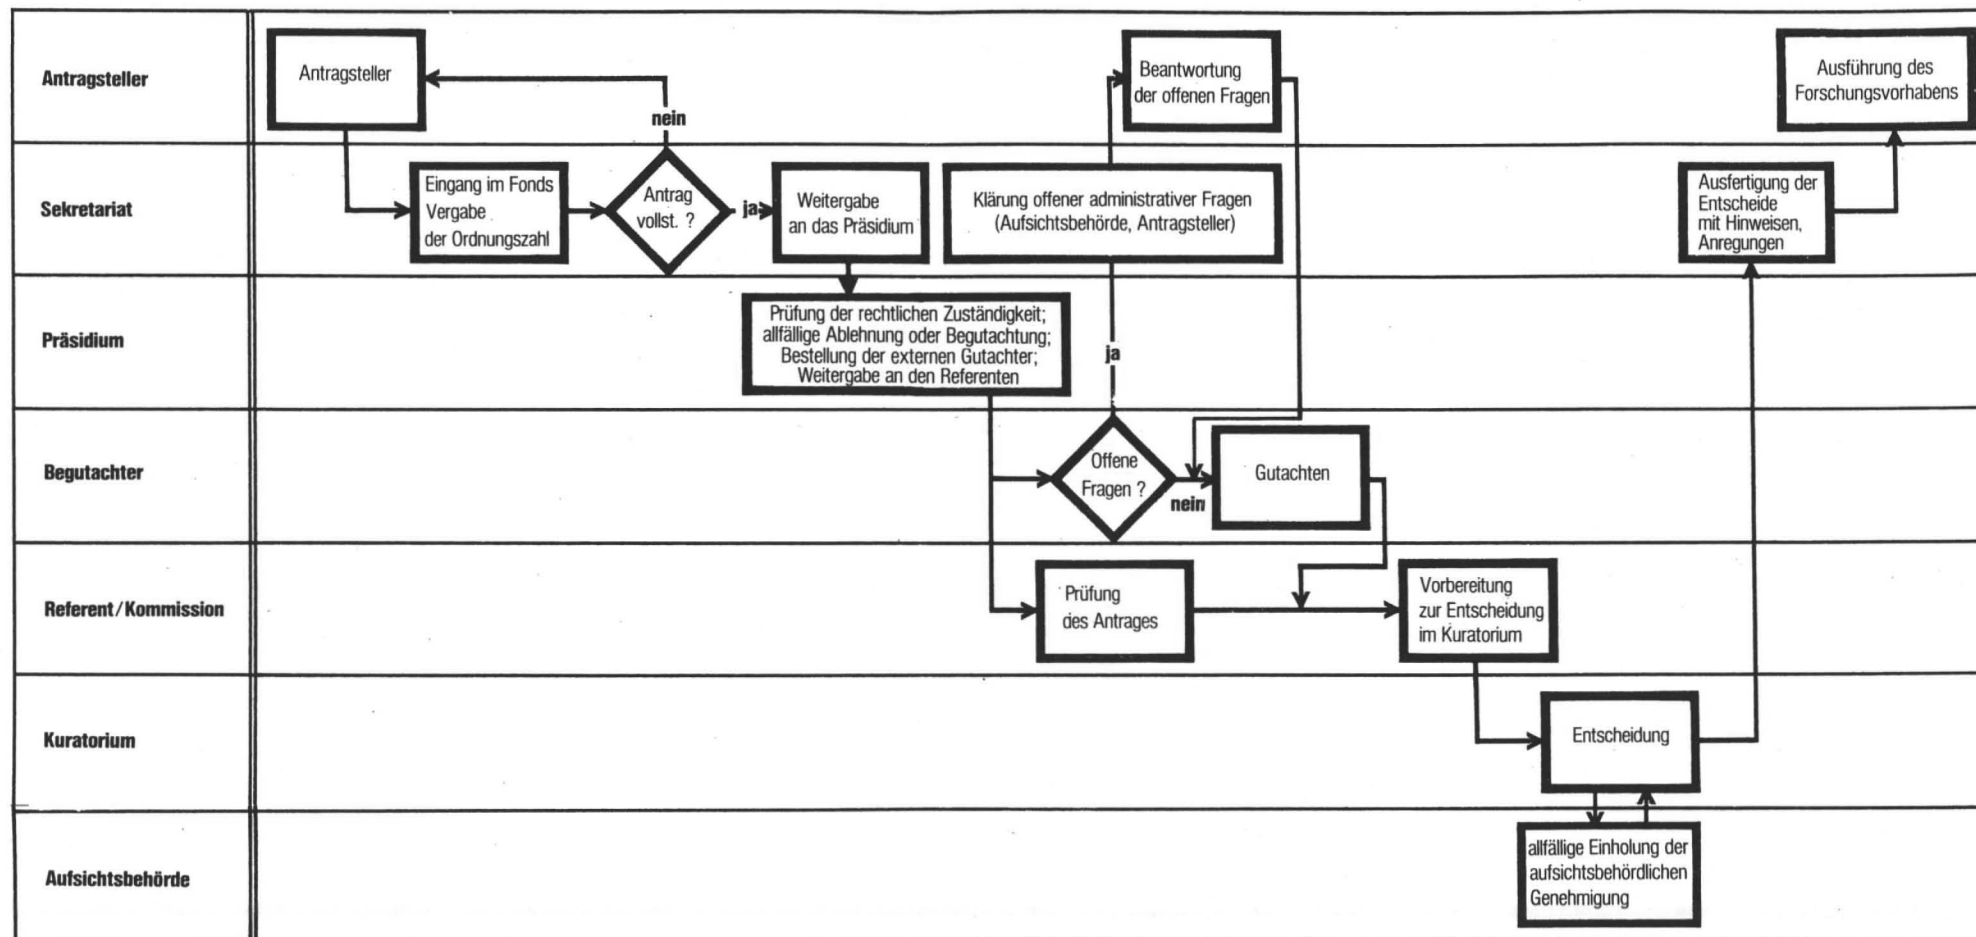 Antragsteller
Antragsteller
nein
Beantwortung
der offenen Fragen
Ausführung des
Forschungsvorhabens
Sekretariat
Eingang im Fonds
Vergabe
der Ordnungszahl
Antrag
vollst. ?
ja
Weitergabe
an das Präsidium
Klärung offener administrativer Fragen
(Aufsichtsbehörde, Antragsteller)
Ausfertigung der
Entscheide
mit Hinweisen,
Anregungen
Präsidium
Prüfung der rechtlichen Zuständigkeit;
allfällige Ablehnung oder Begutachtung;
Bestellung der externen Gutachter;
Weitergabe an den Referenten
ja
Begutachter
Offene
Fragen ?
nein
Gutachten
Referent/Kommission
Prüfung
des Antrages
Vorbereitung
zur Entscheidung
im Kuratorium
Kuratorium
Entscheidung
Aufsichtsbehörde
allfällige Einholung der
aufsichtsbehördlichen
Genehmigung